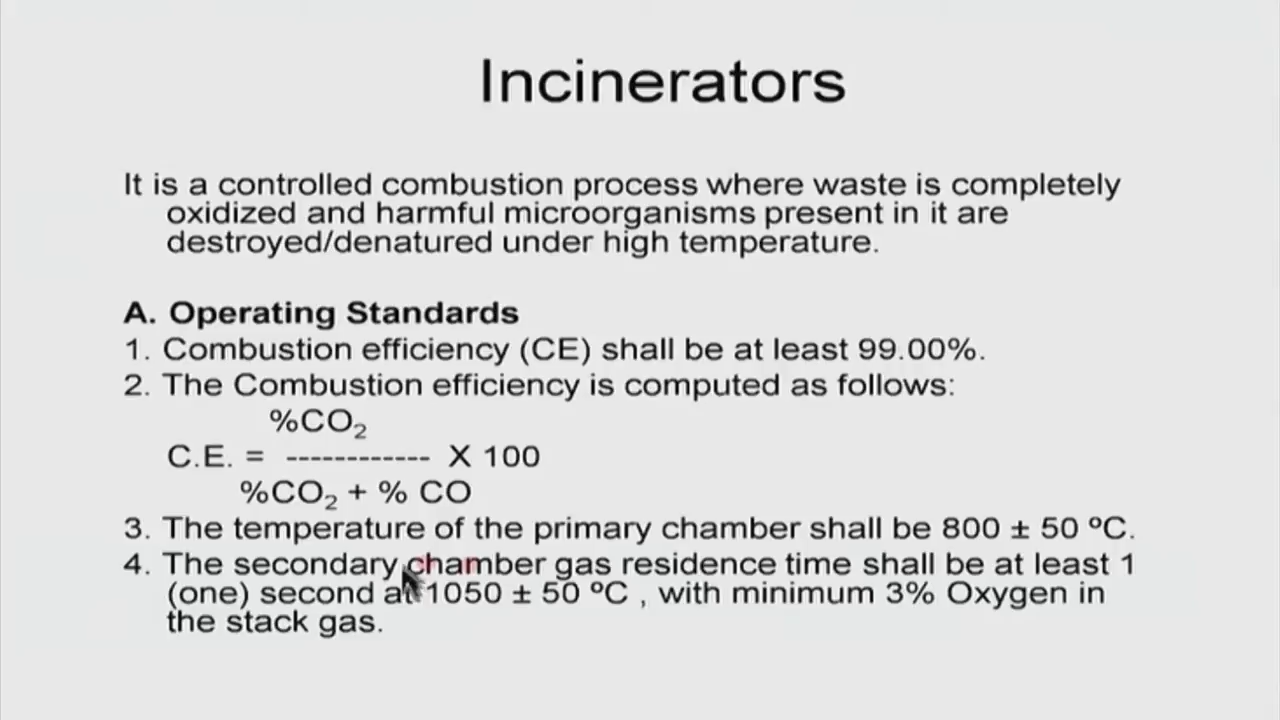 Incinerators
It is a controlled combustion process where waste is completely
oxidized and harmful microorganisms present in it are
destroyed/denatured under high temperature.
A. Operating Standards
1. Combustion efficiency (CE) shall be at least 99.00%.
2. The Combustion efficiency is computed as follows:
%CO₂
C.E. = ------------ X 100
%CO₂ + % CO
3. The temperature of the primary chamber shall be 800 ± 50 ºC.
4. The secondary chamber gas residence time shall be at least 1
(one) second at 1050 ± 50 ºC , with minimum 3% Oxygen in
the stack gas.